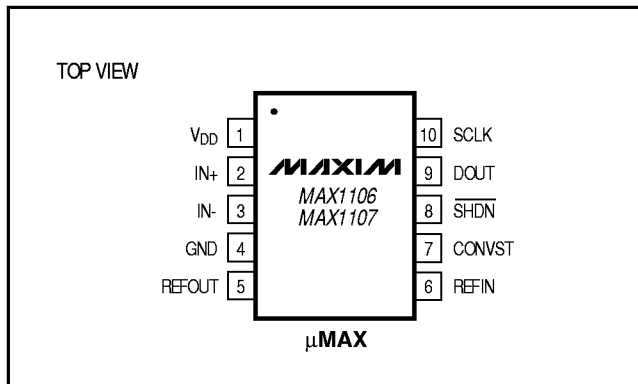 TOP VIEW
VDD 1
IN+ 2
IN- 3
GND 4
REFOUT 5
MAXIM
MAX1106
MAX1107
10 SCLK
9 DOUT
8 SHDN
7 CONVST
6 REFIN
µMAX